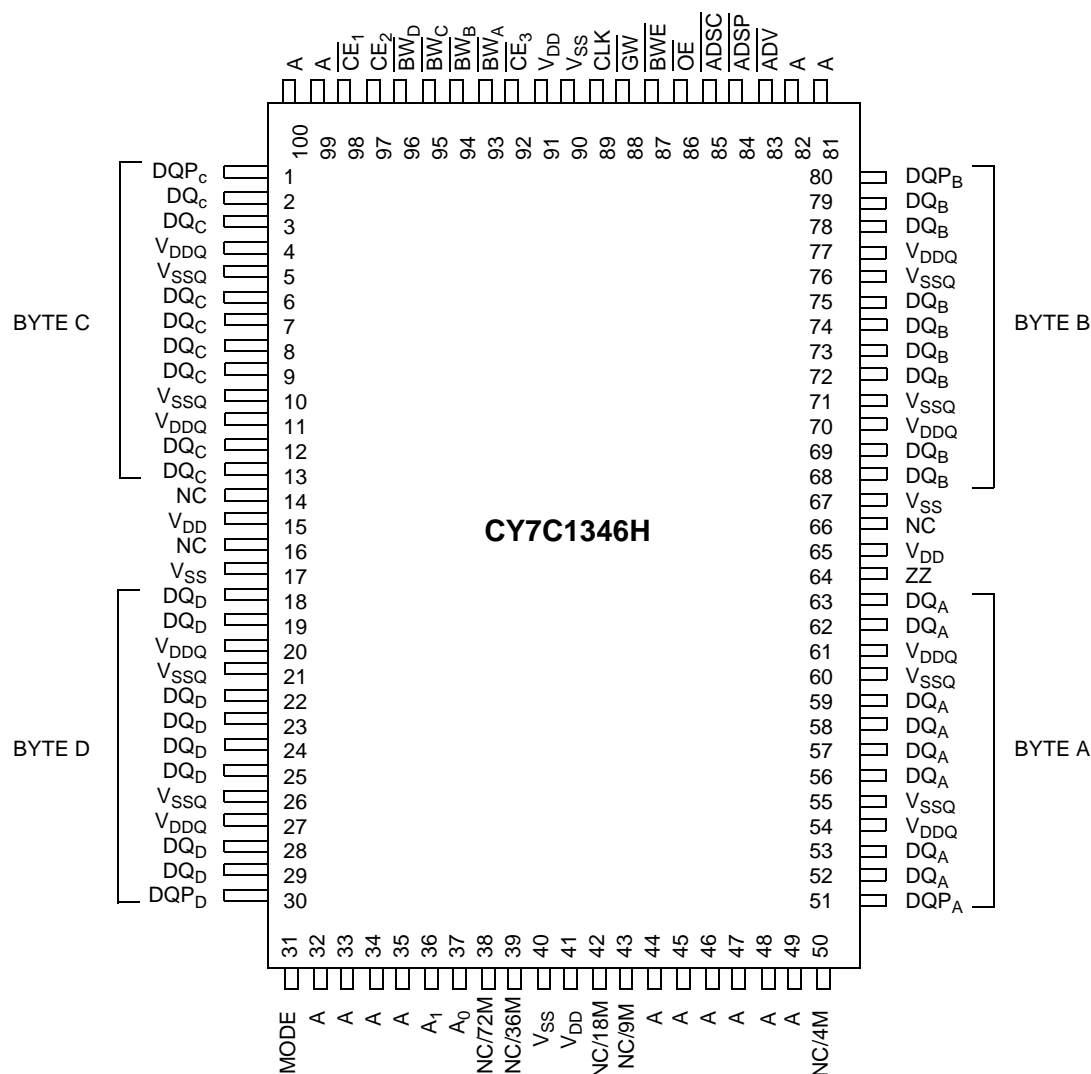 A
A
CE1
CE2
BWD
BWC
BWB
BWA
CE3
VDD
VSS
CLK
GW
BWE
OE
ADSC
ADSP
ADV
A
A
100
99
98
97
96
95
94
93
92
91
90
89
88
87
86
85
84
83
82
81
BYTE C
DQPc 1
DQc 2
DQC 3
VDDQ 4
VSSQ 5
DQC 6
DQC 7
DQC 8
DQC 9
VSSQ 10
VDDQ 11
DQC 12
DQC 13
NC 14
VDD 15
NC 16
VSS 17
BYTE D
DQD 18
DQD 19
VDDQ 20
VSSQ 21
DQD 22
DQD 23
DQD 24
DQD 25
VSSQ 26
VDDQ 27
DQD 28
DQD 29
DQPD 30
CY7C1346H
80 DQPB
79 DQB
78 DQB
77 VDDQ
76 VSSQ
75 DQB
74 DQB
73 DQB
72 DQB
71 VSSQ
70 VDDQ
69 DQB
68 DQB
BYTE B
67 VSS
66 NC
65 VDD
64 ZZ
63 DQA
62 DQA
61 VDDQ
60 VSSQ
59 DQA
58 DQA
57 DQA
56 DQA
55 VSSQ
54 VDDQ
53 DQA
52 DQA
51 DQPA
BYTE A
31
32
33
34
35
36
37
38
39
40
41
42
43
44
45
46
47
48
49
50
MODE
A
A
A
A
A1
A0
NC/72M
NC/36M
VSS
VDD
NC/18M
NC/9M
A
A
A
A
A
A
NC/4M